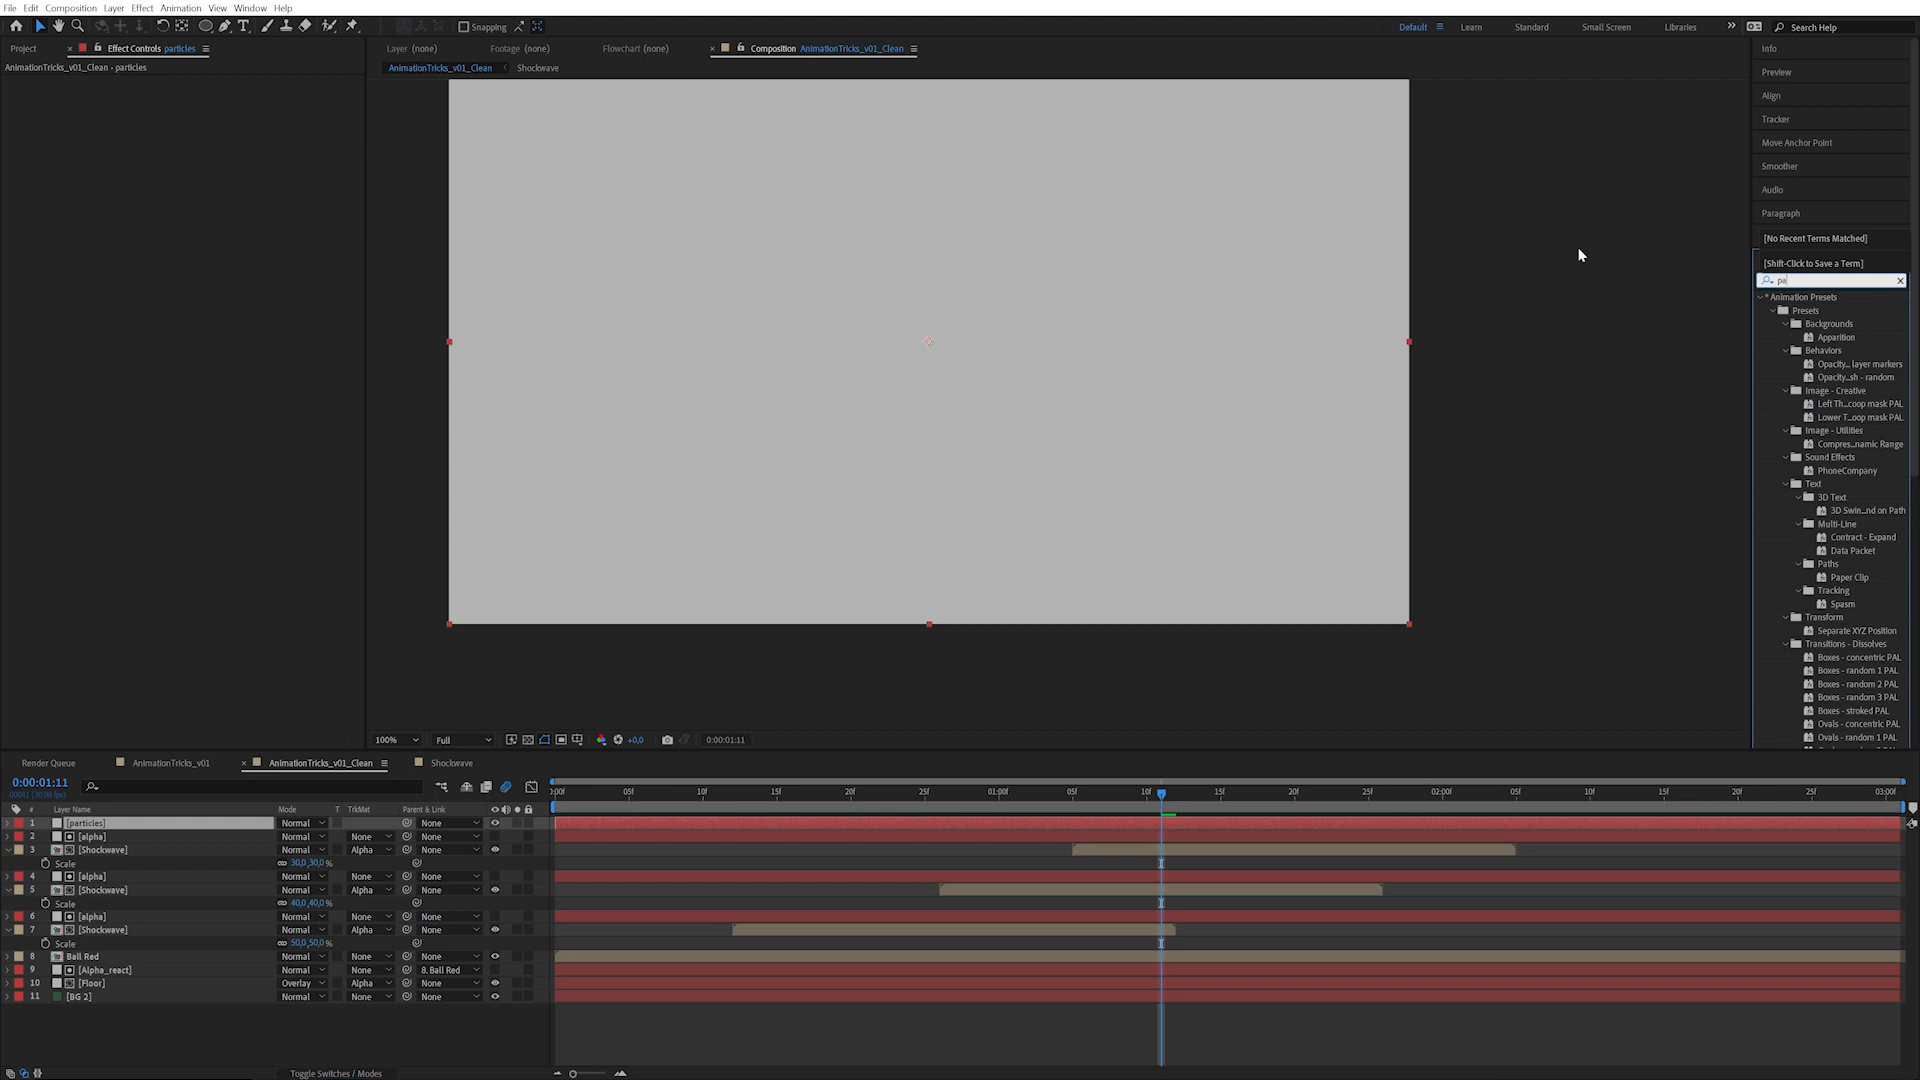 File Edit Composition Layer Effect Animation View Window Help
Snapping
Default Learn Standard Small Screen Libraries Search Help
Project Effect Controls particles
AnimationTricks_v01_Clean • particles
Layer (none) Footage (none) Flowchart (none) Composition AnimationTricks_v01_Clean
AnimationTricks_v01_Clean Shockwave
Info
Preview
Align
Tracker
Move Anchor Point
Smoother
Audio
Paragraph
[No Recent Terms Matched]
[Shift-Click to Save a Term]
pa
* Animation Presets
Presets
Backgrounds
Apparition
Behaviors
Opacity... layer markers
Opacity...sh - random
Image - Creative
Left Th...coop mask PAL
Lower T...oop mask PAL
Image - Utilities
Compres...namic Range
Sound Effects
PhoneCompany
Text
3D Text
3D Swin...nd on Path
Multi-Line
Contract - Expand
Data Packet
Paths
Paper Clip
Tracking
Spasm
Transform
Separate XYZ Position
Transitions - Dissolves
Boxes - concentric PAL
Boxes - random 1 PAL
Boxes - random 2 PAL
Boxes - random 3 PAL
Boxes - stroked PAL
Ovals - concentric PAL
Ovals - random 1 PAL
100% Full +0,0 0:00:01:11
Render Queue AnimationTricks_v01 AnimationTricks_v01_Clean Shockwave
0:00:01:11
00041 (30.00 fps)
:00f 05f 10f 15f 20f 25f 01:00f 05f 10f 15f 20f 25f 02:00f 05f 10f 15f 20f 25f 03:00f
# Layer Name Mode T TrkMat Parent & Link
1 [particles] Normal None
2 [alpha] Normal None None
3 [Shockwave] Normal Alpha None
Scale 30,0,30,0 %
4 [alpha] Normal None None
5 [Shockwave] Normal Alpha None
Scale 40,0,40,0 %
6 [alpha] Normal None None
7 [Shockwave] Normal Alpha None
Scale 50,0,50,0 %
8 Ball Red Normal None None
9 [Alpha_react] Normal None 8. Ball Red
10 [Floor] Overlay Alpha None
11 [BG 2] Normal None None
Toggle Switches / Modes